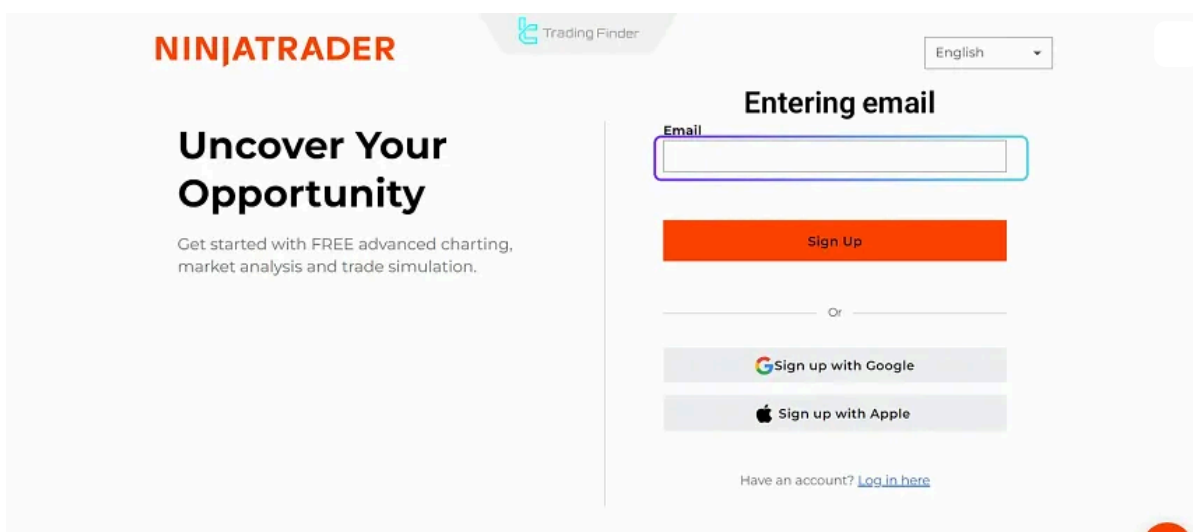 Trading Finder
NINJATRADER
English
Entering email
Uncover Your
Opportunity
Get started with FREE advanced charting,
market analysis and trade simulation.
Email
Sign Up
Or
Sign up with Google
Sign up with Apple
Have an account? Log in here